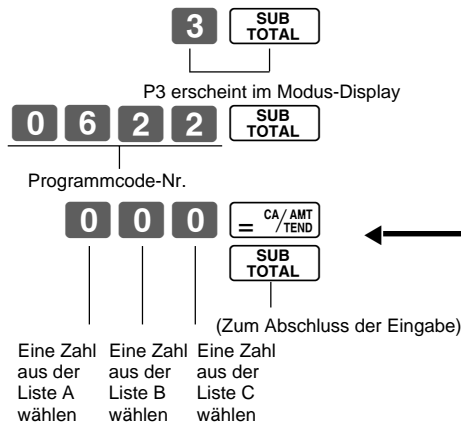 3 SUB TOTAL
P3 erscheint im Modus-Display
0 6 2 2 SUB TOTAL
Programmcode-Nr.
0 0 0 = CA/AMT TEND
SUB TOTAL
(Zum Abschluss der Eingabe)
Eine Zahl aus der Liste A wählen
Eine Zahl aus der Liste B wählen
Eine Zahl aus der Liste C wählen